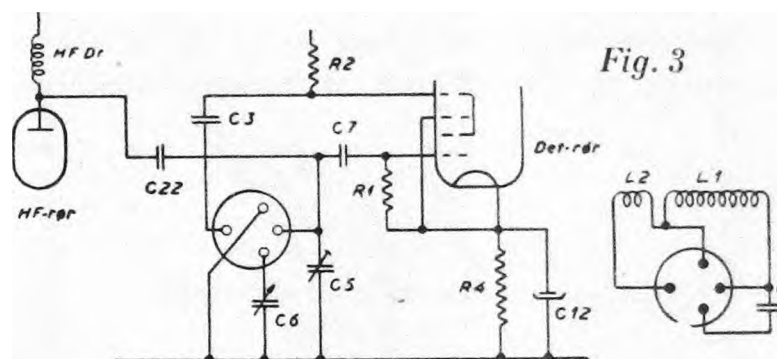 HF Dr
R2
Fig. 3
C3
C7
Det-rør
C22
R1
L2
L1
HF-rør
C5
R4
C6
C12